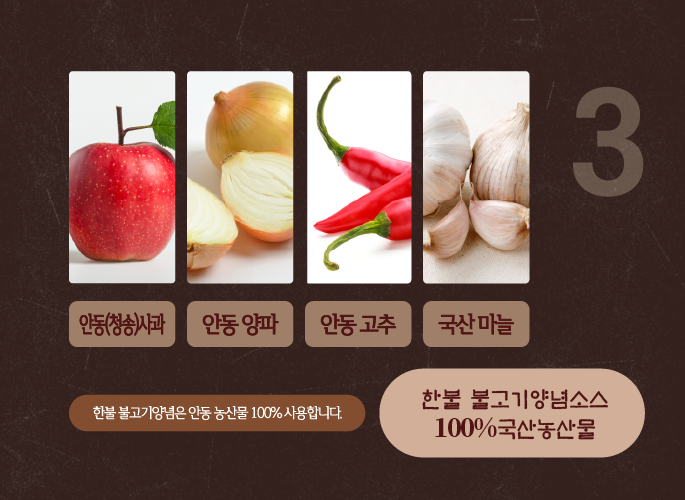 3
안동(청송)사과
안동 양파
안동 고추
국산 마늘
한불 불고기양념은 안동 농산물 100% 사용합니다.
한불 불고기양념소스
100%국산농산물